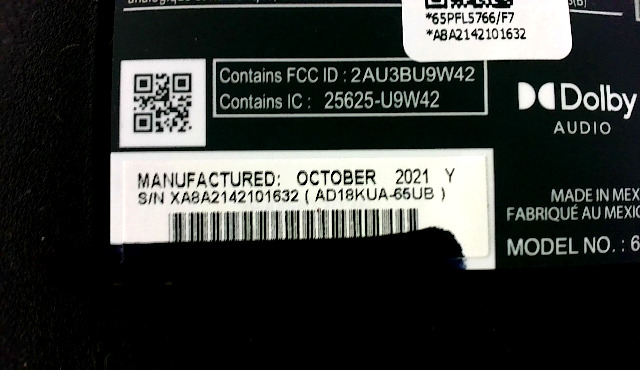 *65PFL5766/F7
*A8A2142101632
Contains FCC ID : 2AU3BU9W42
Contains IC : 25625-U9W42
Dolby
AUDIO
MANUFACTURED: OCTOBER 2021 Y
S/N XA8A2142101632 ( AD18KUA-65UB )
MADE IN MEX
FABRIQUÉ AU MEXIC
MODEL NO. : 6